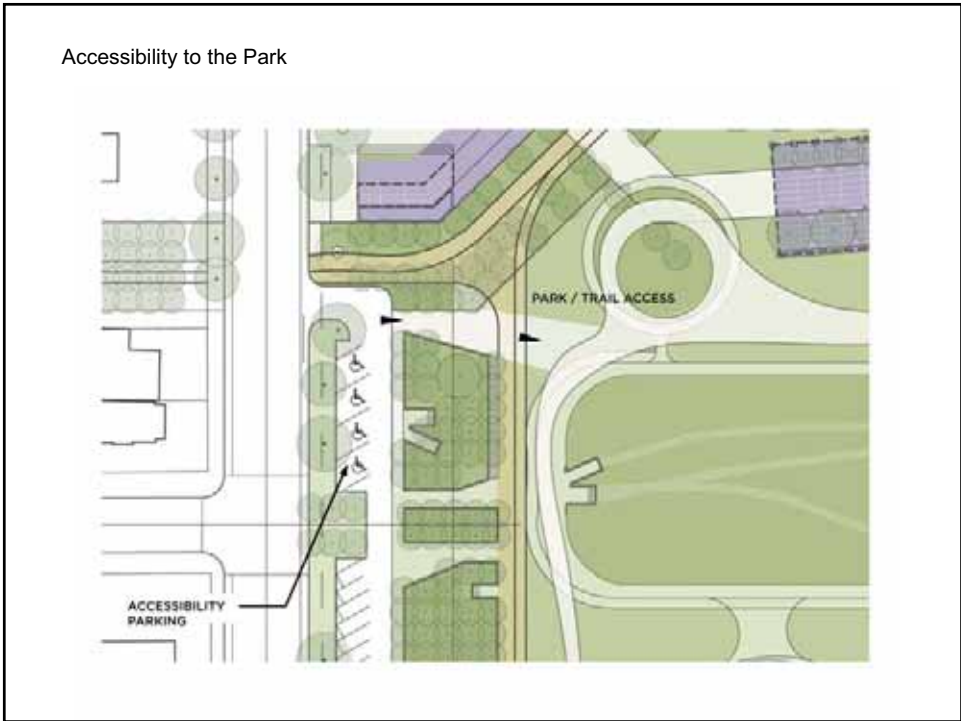 Accessibility to the Park
PARK / TRAIL ACCESS
ACCESSIBILITY
PARKING